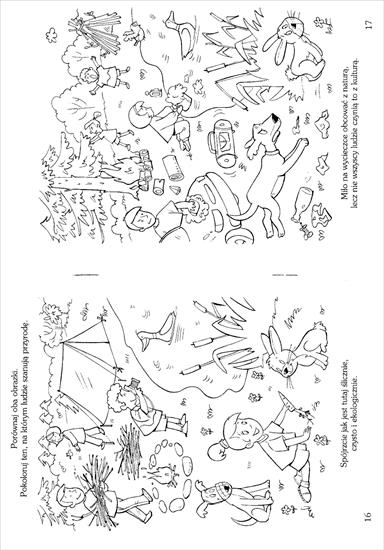 Porównaj oba obrazki.
Pokoloruj ten, na którym ludzie szanują przyrodę.
Spójrzcie jak jest tutaj ślicznie,
czysto i ekologicznie.
16
Miło na wycieczce obcować z naturą,
lecz nie wszyscy ludzie czynią to z kulturą.
17